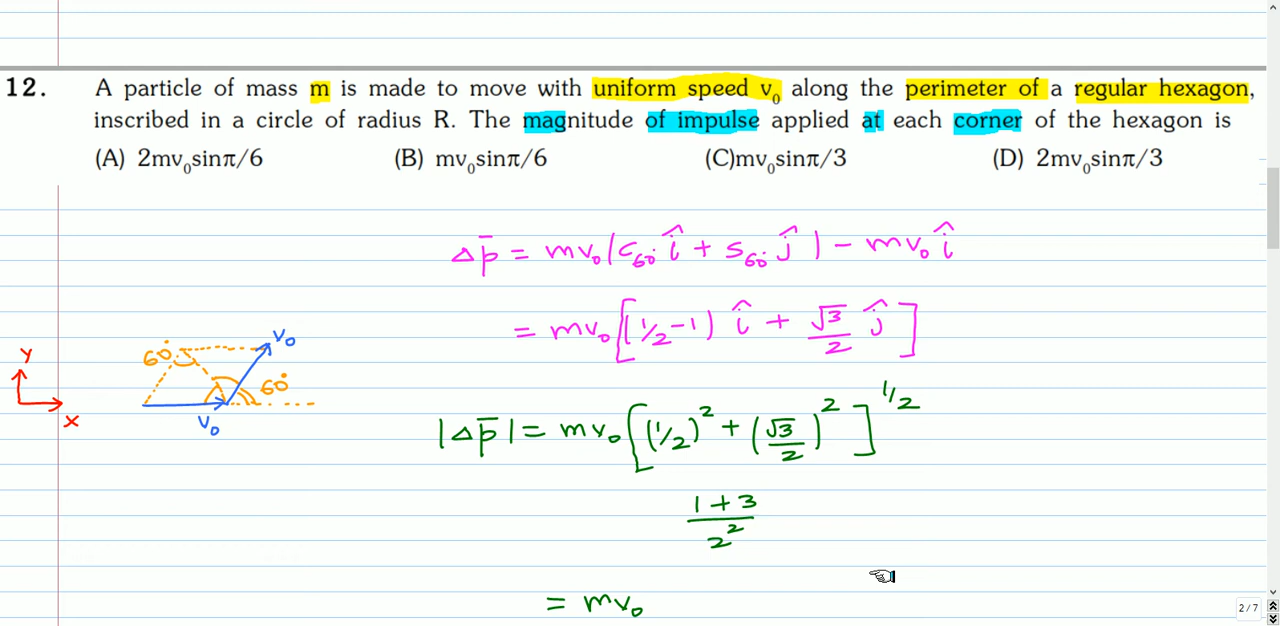 12. A particle of mass m is made to move with uniform speed v₀ along the perimeter of a regular hexagon,
inscribed in a circle of radius R. The magnitude of impulse applied at each corner of the hexagon is
(A) 2mv₀sinπ/6 (B) mv₀sinπ/6 (C)mv₀sinπ/3 (D) 2mv₀sinπ/3
Δp̄ = mv₀(c₆₀° î + s₆₀° ĵ) − mv₀ î
= mv₀[(1/2−1) î + √3/2 ĵ]
Y
X
60°
v₀
60°
v₀
|Δp̄| = mv₀[(1/2)² + (√3/2)²]^1/2
1+3/2²
= mv₀
2 / 7